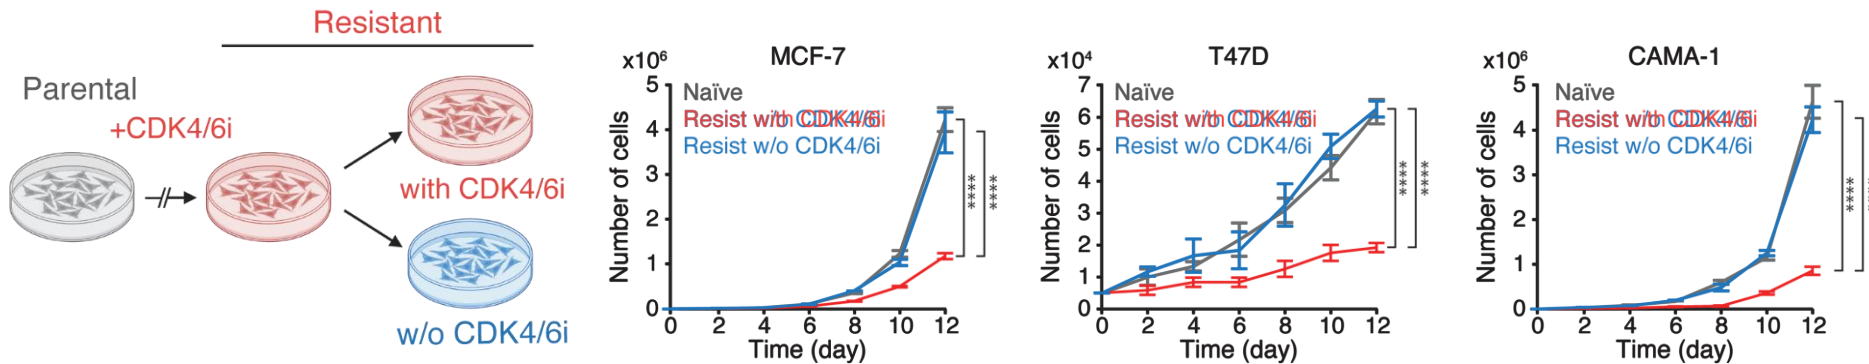 Resistant
Parental
+CDK4/6i
with CDK4/6i
w/o CDK4/6i
MCF-7
x10⁶
Number of cells
5
4
3
2
1
0
Naïve
Resist with CDK4/6i
Resist w/o CDK4/6i
****
****
0 2 4 6 8 10 12
Time (day)
T47D
x10⁴
Number of cells
7
6
5
4
3
2
1
0
Naïve
Resist with CDK4/6i
Resist w/o CDK4/6i
****
****
0 2 4 6 8 10 12
Time (day)
CAMA-1
x10⁶
Number of cells
5
4
3
2
1
0
Naïve
Resist with CDK4/6i
Resist w/o CDK4/6i
****
0 2 4 6 8 10 12
Time (day)